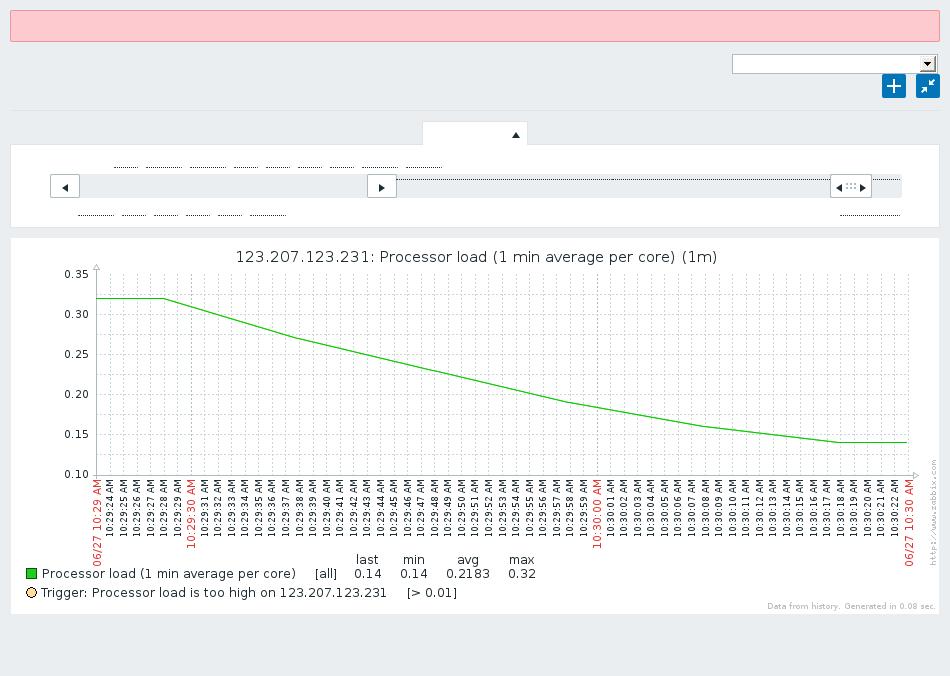 123.207.123.231: Processor load (1 min average per core) (1m)
0.35
0.30
0.25
0.20
0.15
0.10
06/27 10:29 AM
10:29:24 AM
10:29:25 AM
10:29:26 AM
10:29:27 AM
10:29:28 AM
10:29:29 AM
10:29:30 AM
10:29:31 AM
10:29:32 AM
10:29:33 AM
10:29:34 AM
10:29:35 AM
10:29:36 AM
10:29:37 AM
10:29:38 AM
10:29:39 AM
10:29:40 AM
10:29:41 AM
10:29:42 AM
10:29:43 AM
10:29:44 AM
10:29:45 AM
10:29:46 AM
10:29:47 AM
10:29:48 AM
10:29:49 AM
10:29:50 AM
10:29:51 AM
10:29:52 AM
10:29:53 AM
10:29:54 AM
10:29:55 AM
10:29:56 AM
10:29:57 AM
10:29:58 AM
10:29:59 AM
10:30:00 AM
10:30:01 AM
10:30:02 AM
10:30:03 AM
10:30:04 AM
10:30:05 AM
10:30:06 AM
10:30:07 AM
10:30:08 AM
10:30:09 AM
10:30:10 AM
10:30:11 AM
10:30:12 AM
10:30:13 AM
10:30:14 AM
10:30:15 AM
10:30:16 AM
10:30:17 AM
10:30:18 AM
10:30:19 AM
10:30:20 AM
10:30:21 AM
10:30:22 AM
06/27 10:30 AM
http://www.zabbix.com
last min avg max
Processor load (1 min average per core) [all] 0.14 0.14 0.2183 0.32
Trigger: Processor load is too high on 123.207.123.231 [> 0.01]
Data from history. Generated in 0.08 sec.